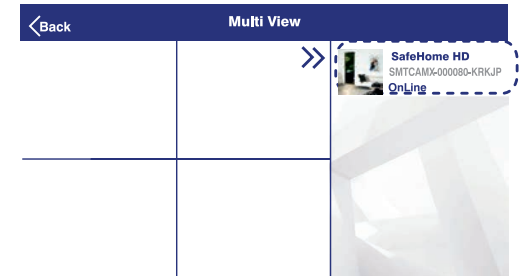 Back
Multi View
SafeHome HD
SMTCAMX-000080-KRKJP
OnLine